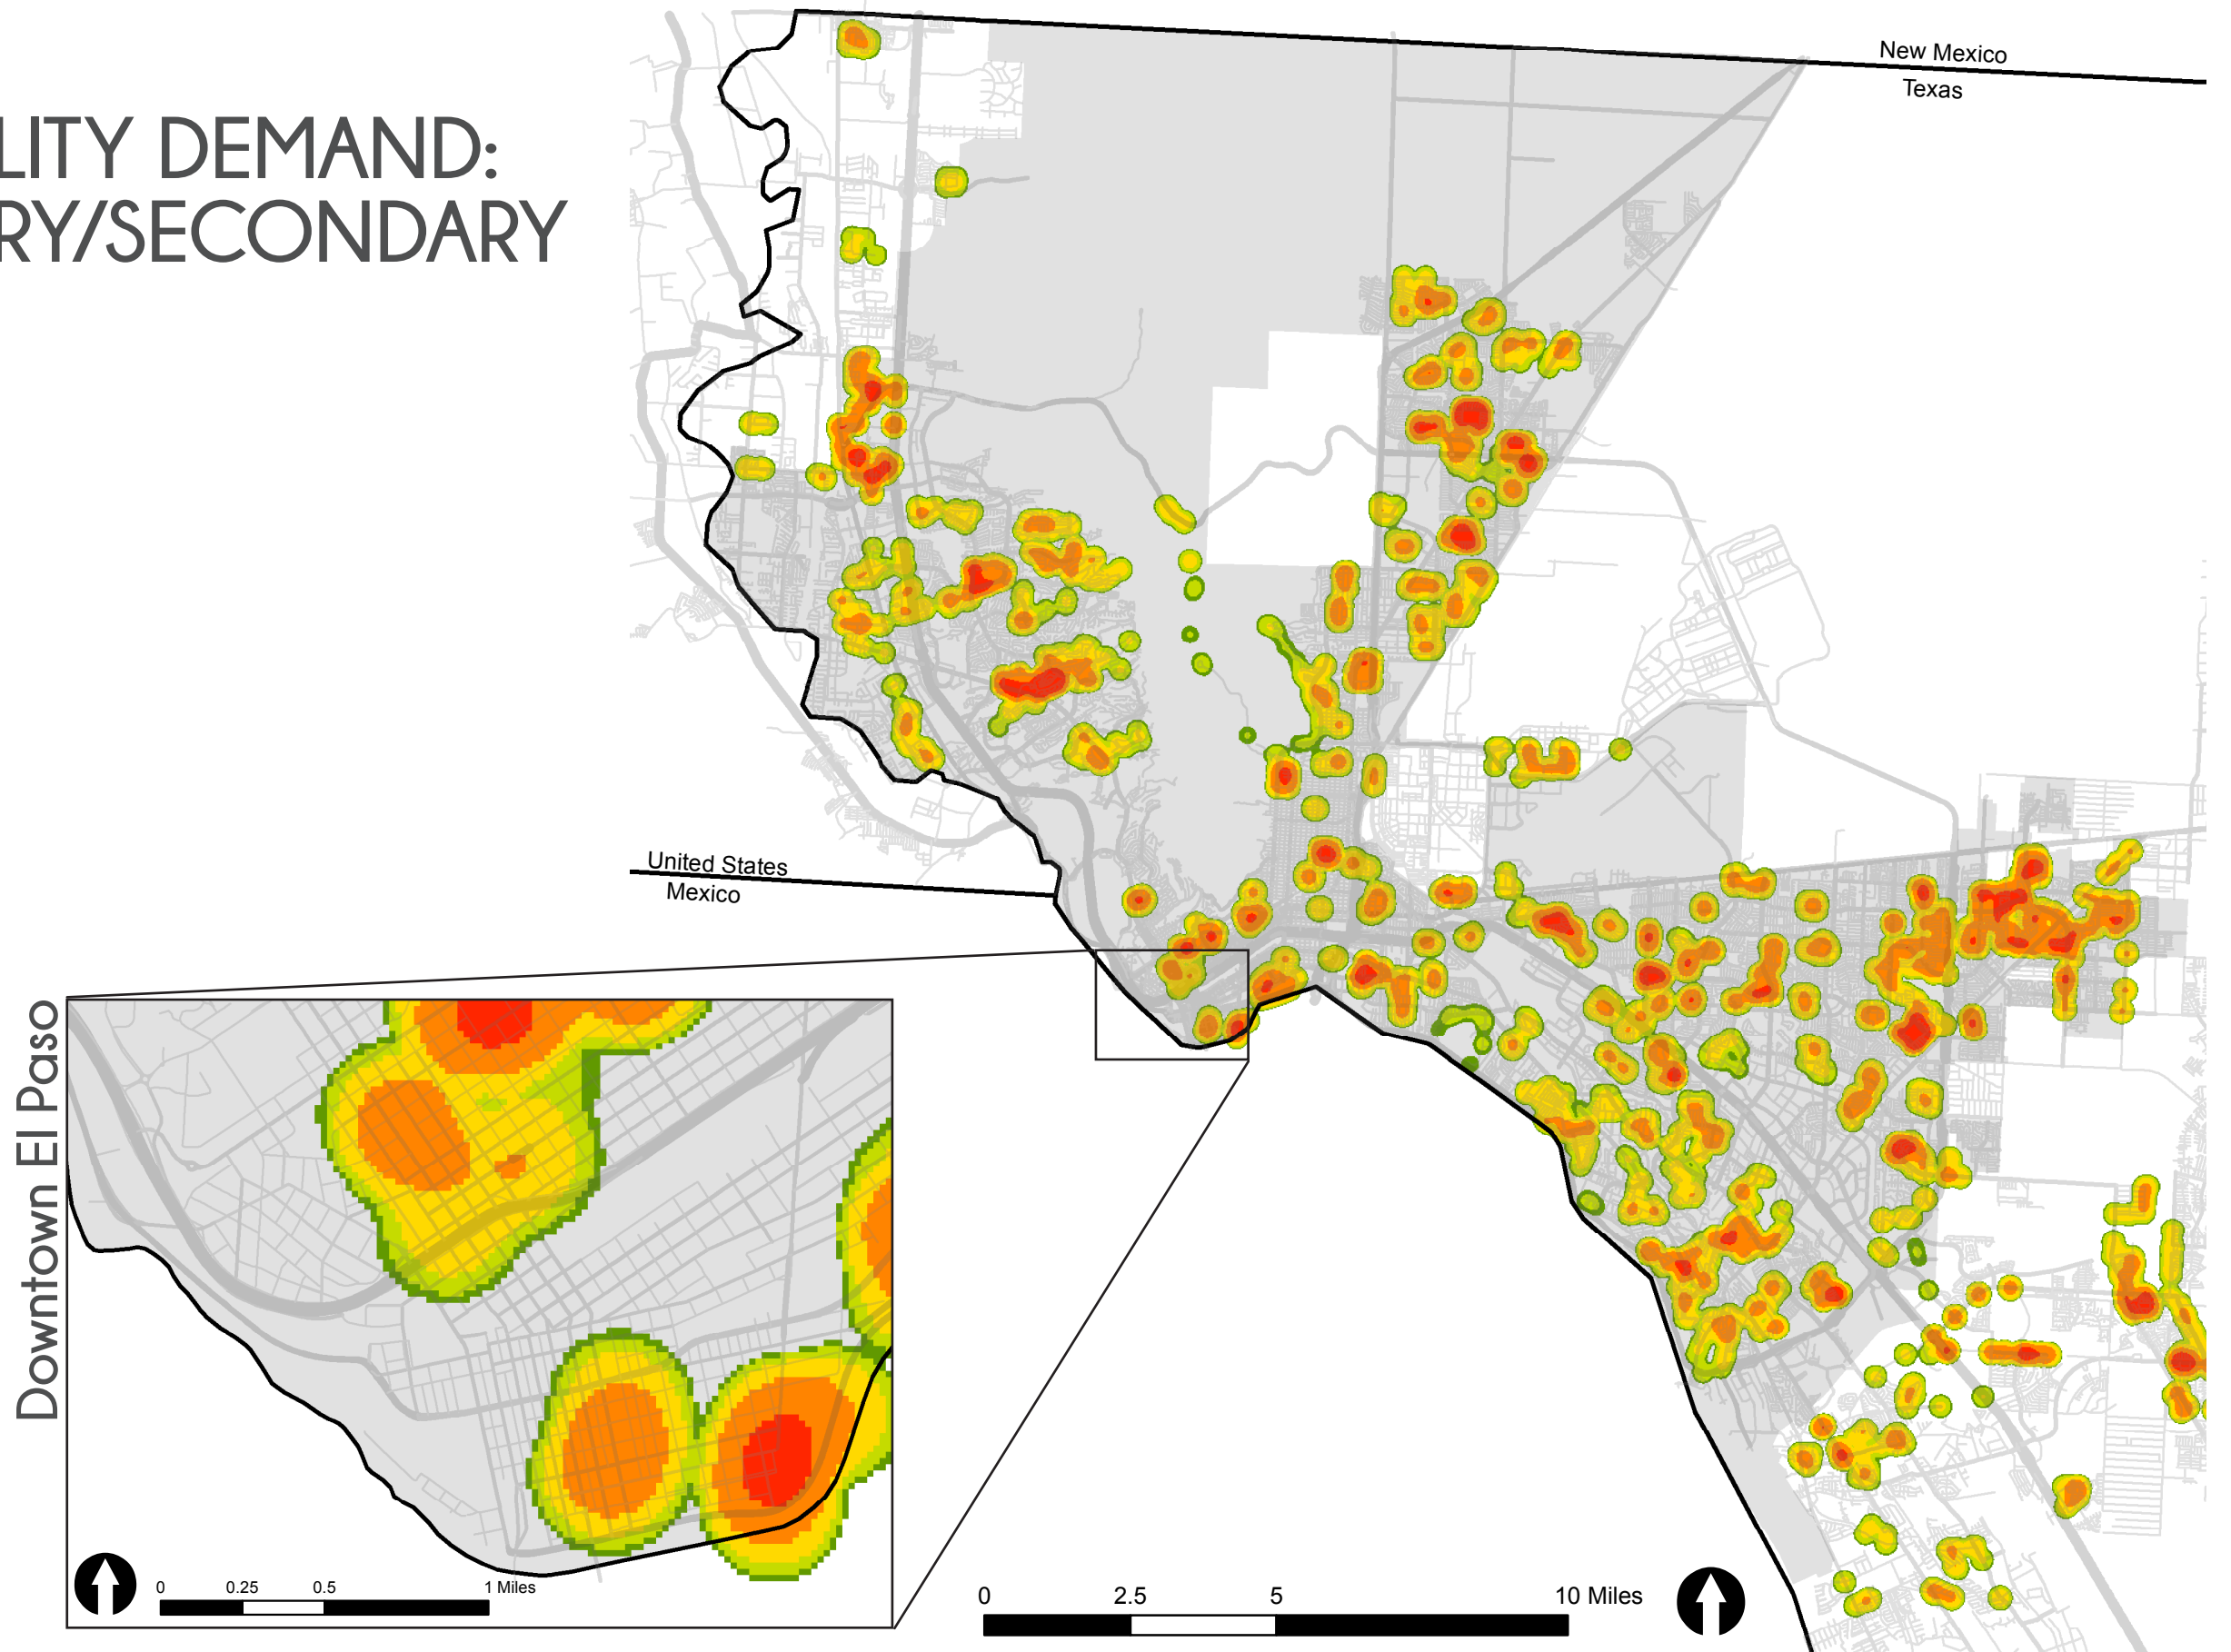 LITY DEMAND:
RY/SECONDARY
New Mexico
Texas
United States
Mexico
Downtown El Paso
0 0.25 0.5 1 Miles
0 2.5 5 10 Miles